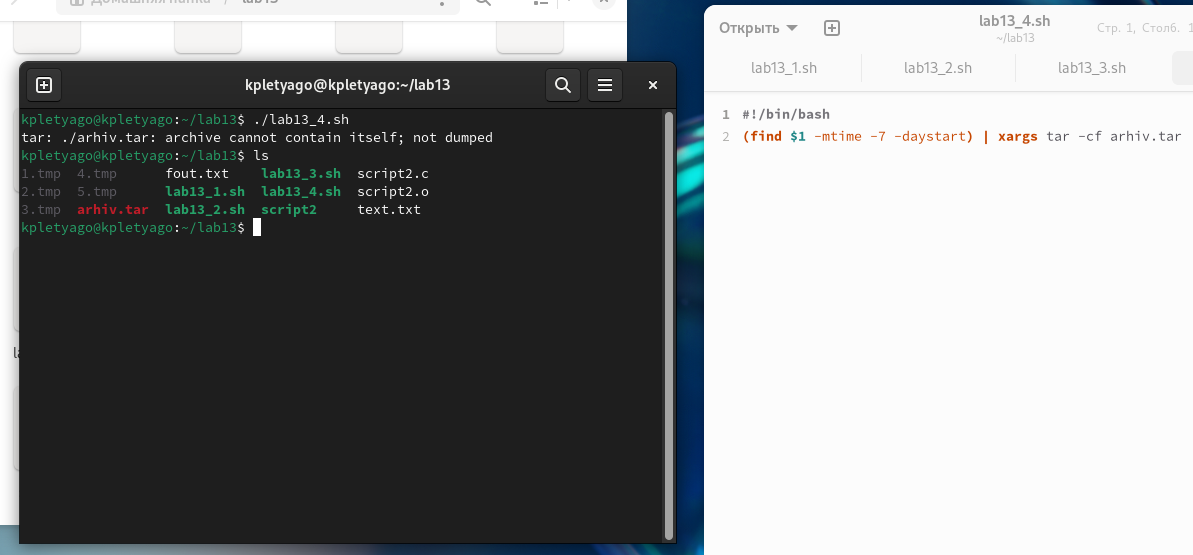 Домашняя папка / lab13
kpletyago@kpletyago:~/lab13
kpletyago@kpletyago:~/lab13$ ./lab13_4.sh
tar: ./arhiv.tar: archive cannot contain itself; not dumped
kpletyago@kpletyago:~/lab13$ ls
1.tmp 4.tmp fout.txt lab13_3.sh script2.c
2.tmp 5.tmp lab13_1.sh lab13_4.sh script2.o
3.tmp arhiv.tar lab13_2.sh script2 text.txt
kpletyago@kpletyago:~/lab13$
Открыть
lab13_4.sh
~/lab13
Стр. 1, Столб. 1
lab13_1.sh lab13_2.sh lab13_3.sh
1 #!/bin/bash
2 (find $1 -mtime -7 -daystart) | xargs tar -cf arhiv.tar